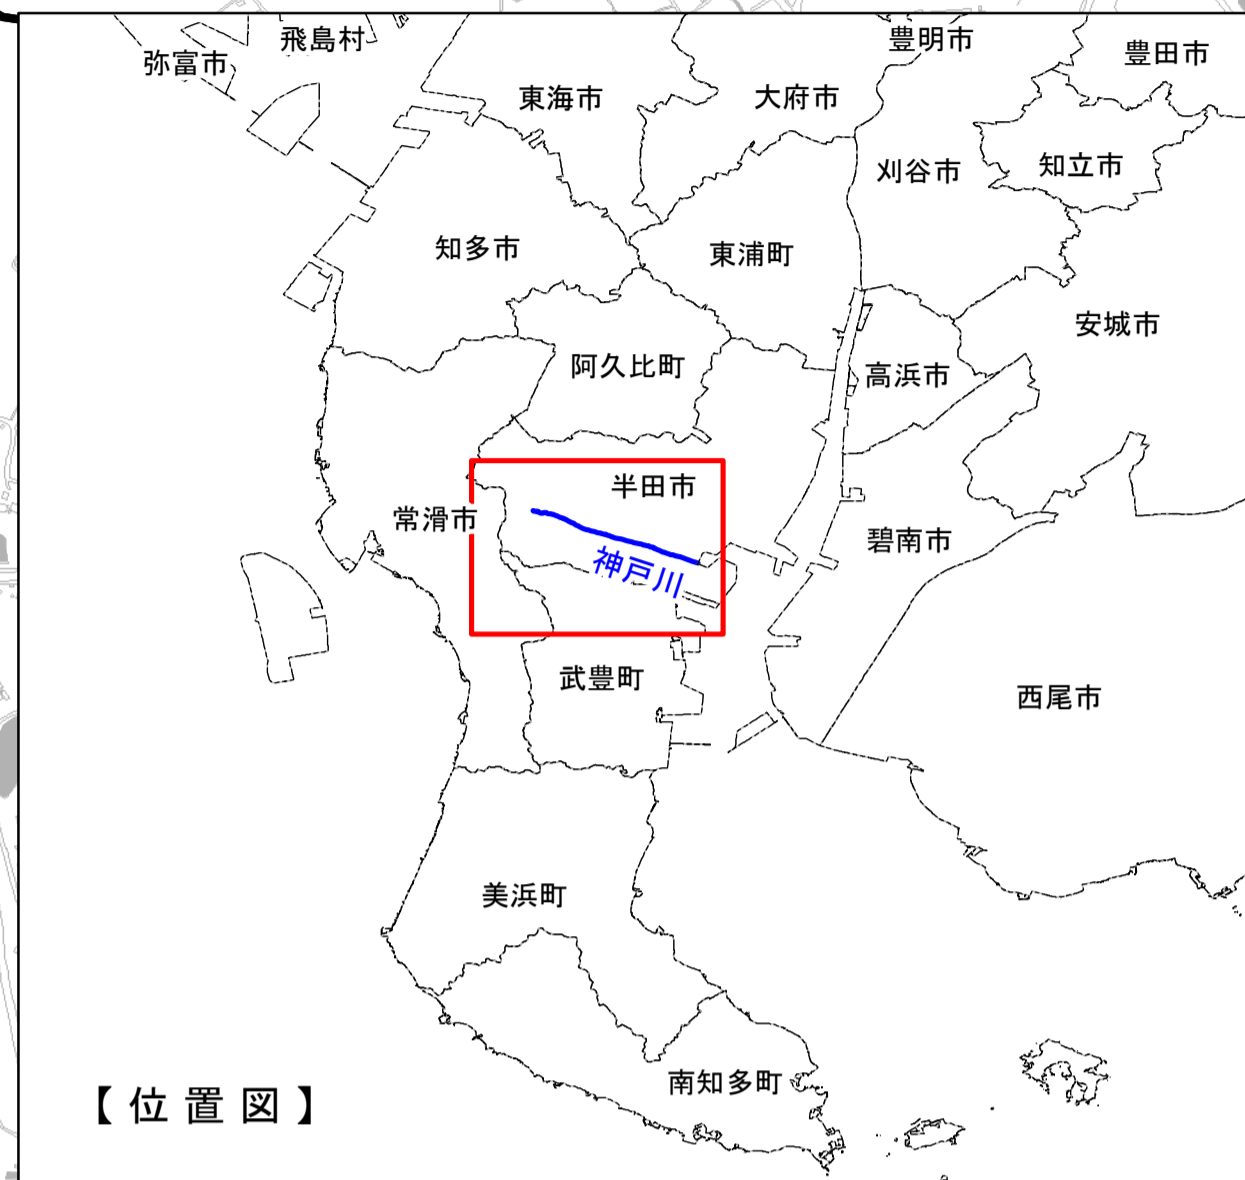 飛島村
豊明市
弥富市
豊田市
東海市
大府市
刈谷市
知立市
知多市
東浦町
安城市
阿久比町
高浜市
半田市
常滑市
碧南市
神戸川
武豊町
西尾市
美浜町
南知多町
【位置図】